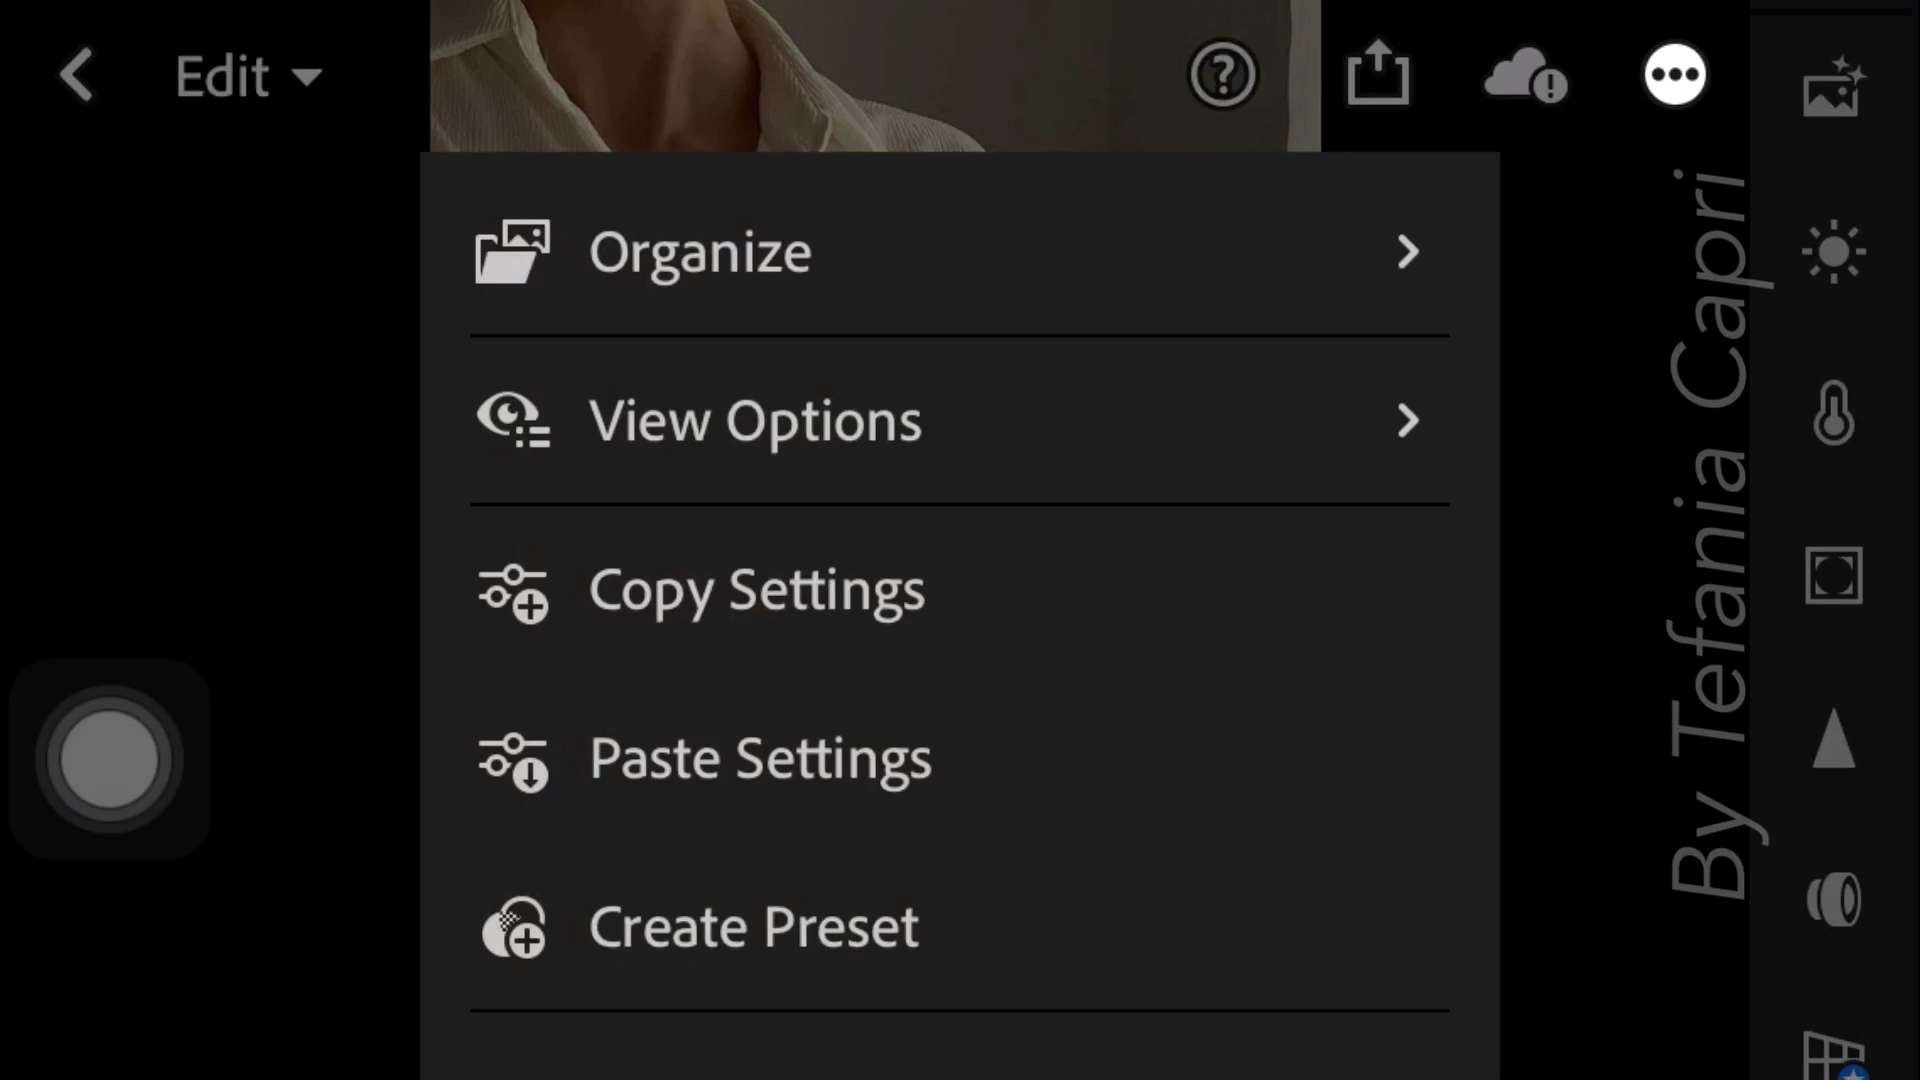 Edit
Organize
View Options
Copy Settings
Paste Settings
Create Preset
By Tefania Capri